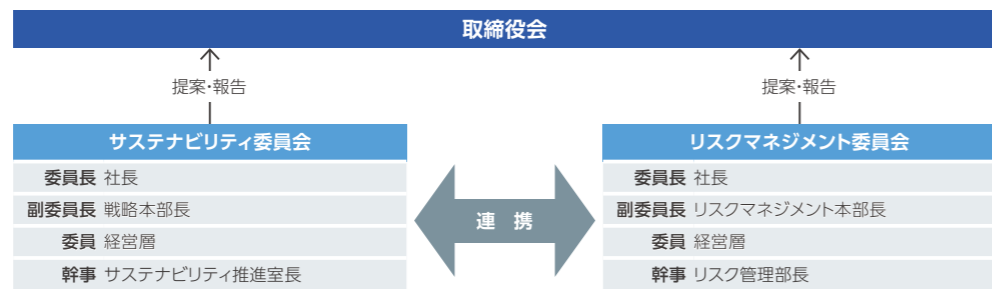 取締役会
提案・報告
提案・報告
サステナビリティ委員会
委員長 社長
副委員長 戦略本部長
委員 経営層
幹事 サステナビリティ推進室長
連 携
リスクマネジメント委員会
委員長 社長
副委員長 リスクマネジメント本部長
委員 経営層
幹事 リスク管理部長